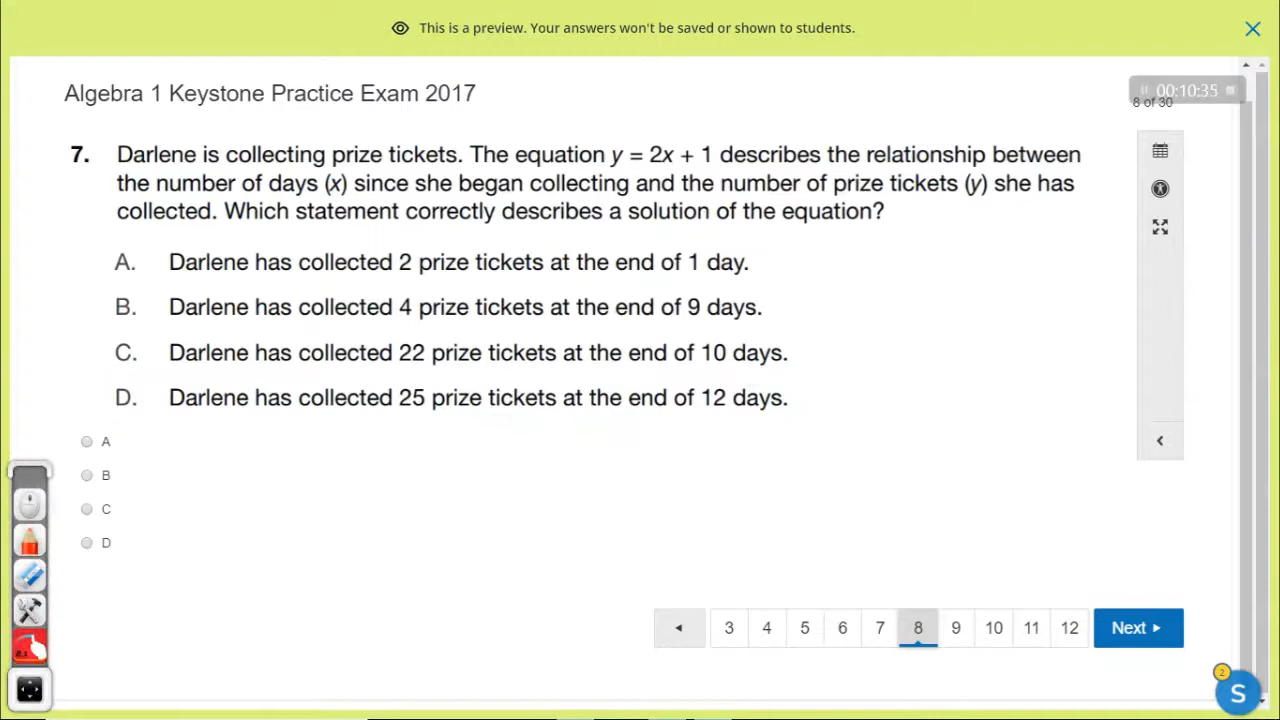 This is a preview. Your answers won't be saved or shown to students.
Algebra 1 Keystone Practice Exam 2017
00:10:35
8 of 30
7. Darlene is collecting prize tickets. The equation y = 2x + 1 describes the relationship between
the number of days (x) since she began collecting and the number of prize tickets (y) she has
collected. Which statement correctly describes a solution of the equation?
A. Darlene has collected 2 prize tickets at the end of 1 day.
B. Darlene has collected 4 prize tickets at the end of 9 days.
C. Darlene has collected 22 prize tickets at the end of 10 days.
D. Darlene has collected 25 prize tickets at the end of 12 days.
A
B
C
D
3 4 5 6 7 8 9 10 11 12 Next
2
S